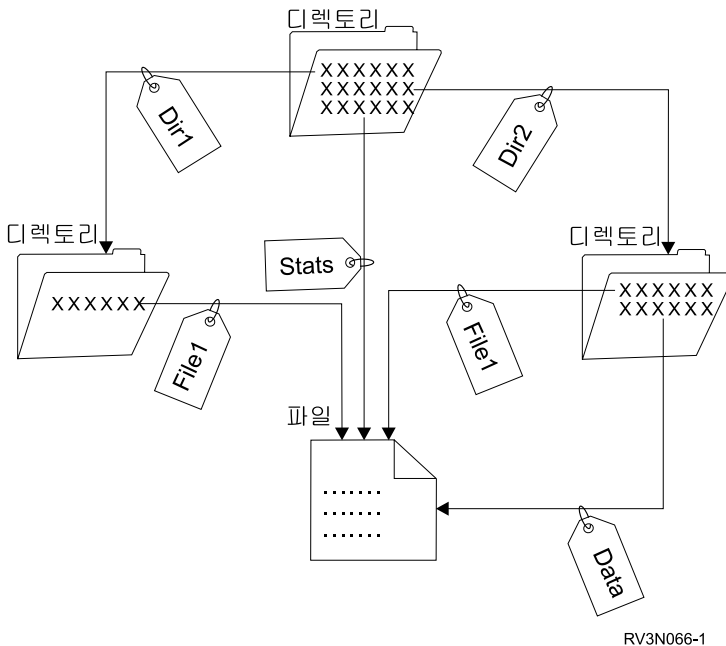 디렉토리
XXXXXX
XXXXXX
XXXXXX
Dir1
Dir2
디렉토리
XXXXXX
Stats
디렉토리
XXXXXX
XXXXXX
File1
File1
파일
.......
.......
.......
Data
RV3N066-1